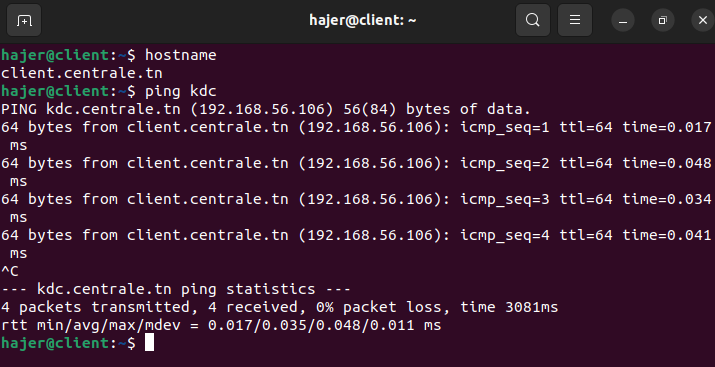 hajer@client: ~
hajer@client:~$ hostname
client.centrale.tn
hajer@client:~$ ping kdc
PING kdc.centrale.tn (192.168.56.106) 56(84) bytes of data.
64 bytes from client.centrale.tn (192.168.56.106): icmp_seq=1 ttl=64 time=0.017
 ms
64 bytes from client.centrale.tn (192.168.56.106): icmp_seq=2 ttl=64 time=0.048
 ms
64 bytes from client.centrale.tn (192.168.56.106): icmp_seq=3 ttl=64 time=0.034
 ms
64 bytes from client.centrale.tn (192.168.56.106): icmp_seq=4 ttl=64 time=0.041
 ms
^C
--- kdc.centrale.tn ping statistics ---
4 packets transmitted, 4 received, 0% packet loss, time 3081ms
rtt min/avg/max/mdev = 0.017/0.035/0.048/0.011 ms
hajer@client:~$